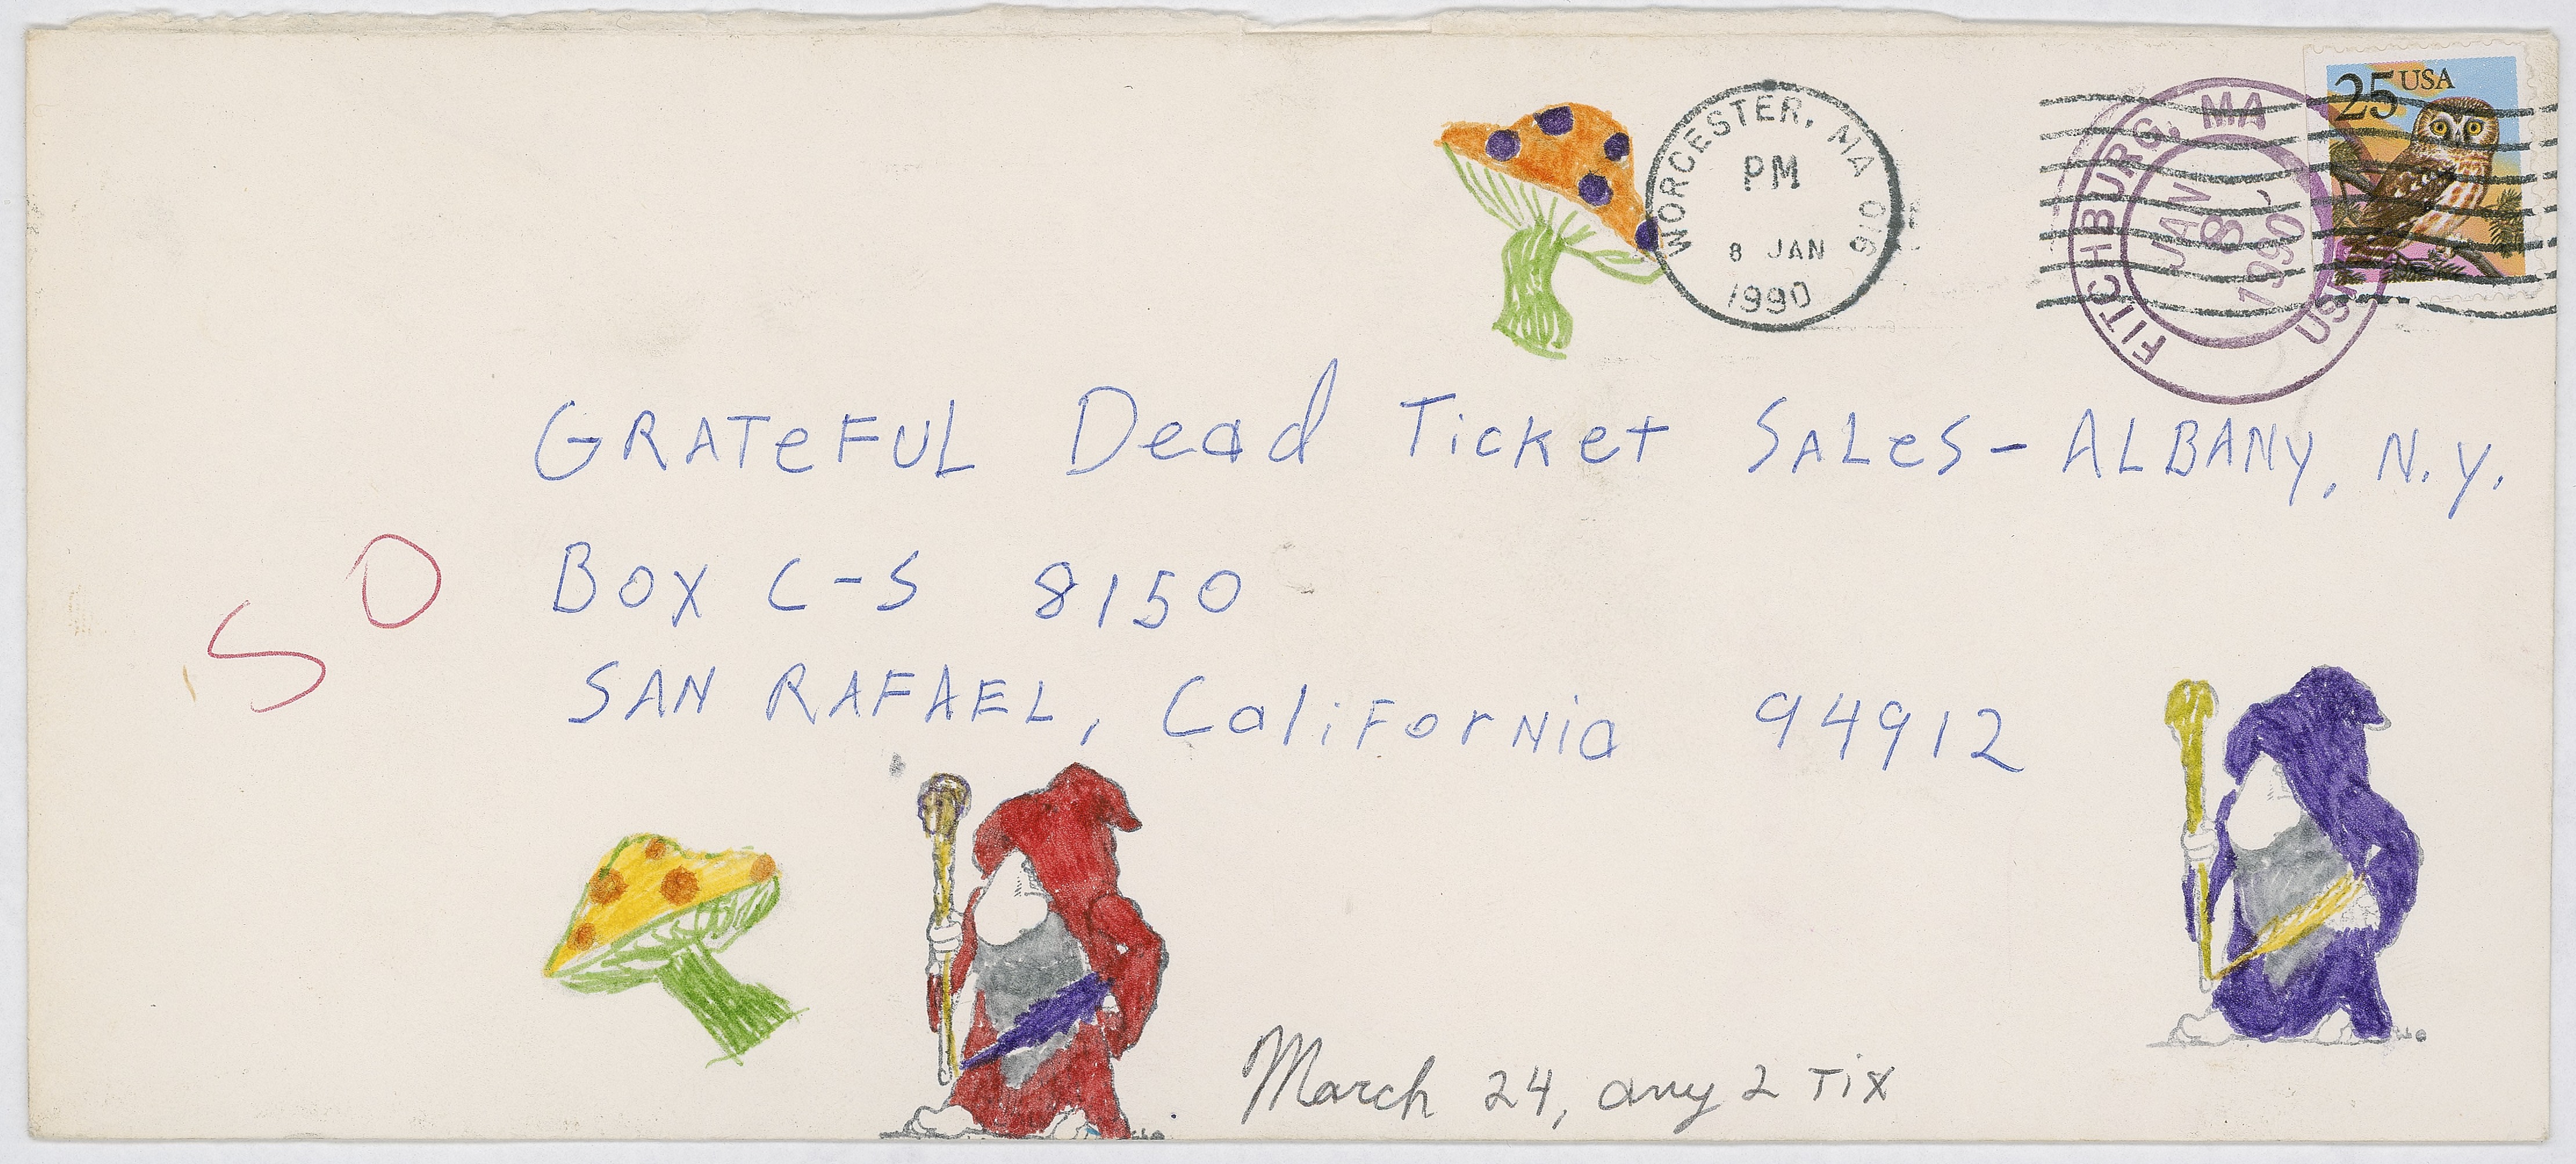 25 USA
FITCHBURG, MA
JAN
8
1990
WORCESTER, MA 016
PM
8 JAN
1990
GRATeFUL Dead Ticket SALeS - ALBANY, N.Y.
BOX C-S 8150
SAN RAFAEL, CaliForNia 94912
SO
March 24, any 2 Tix